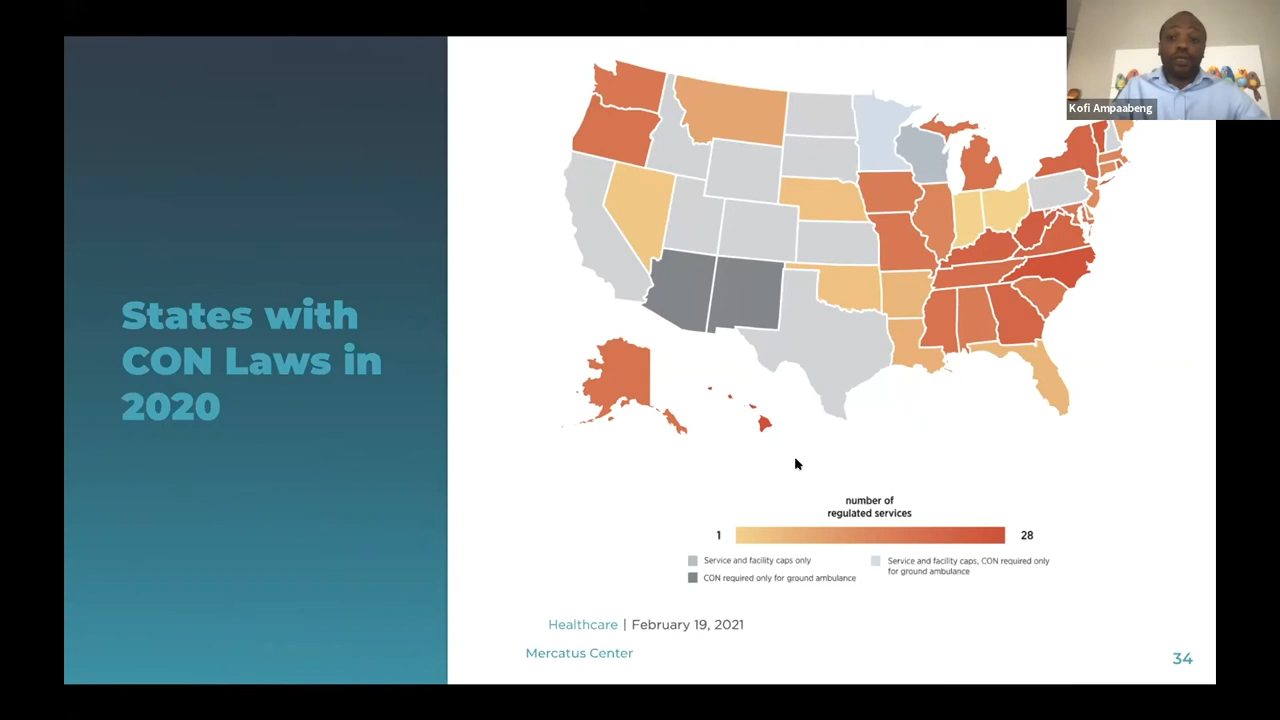 Kofi Ampaabeng
States with
CON Laws in
2020
number of
regulated services
1
28
Service and facility caps only
CON required only for ground ambulance
Service and facility caps, CON required only
for ground ambulance
Healthcare | February 19, 2021
Mercatus Center
34